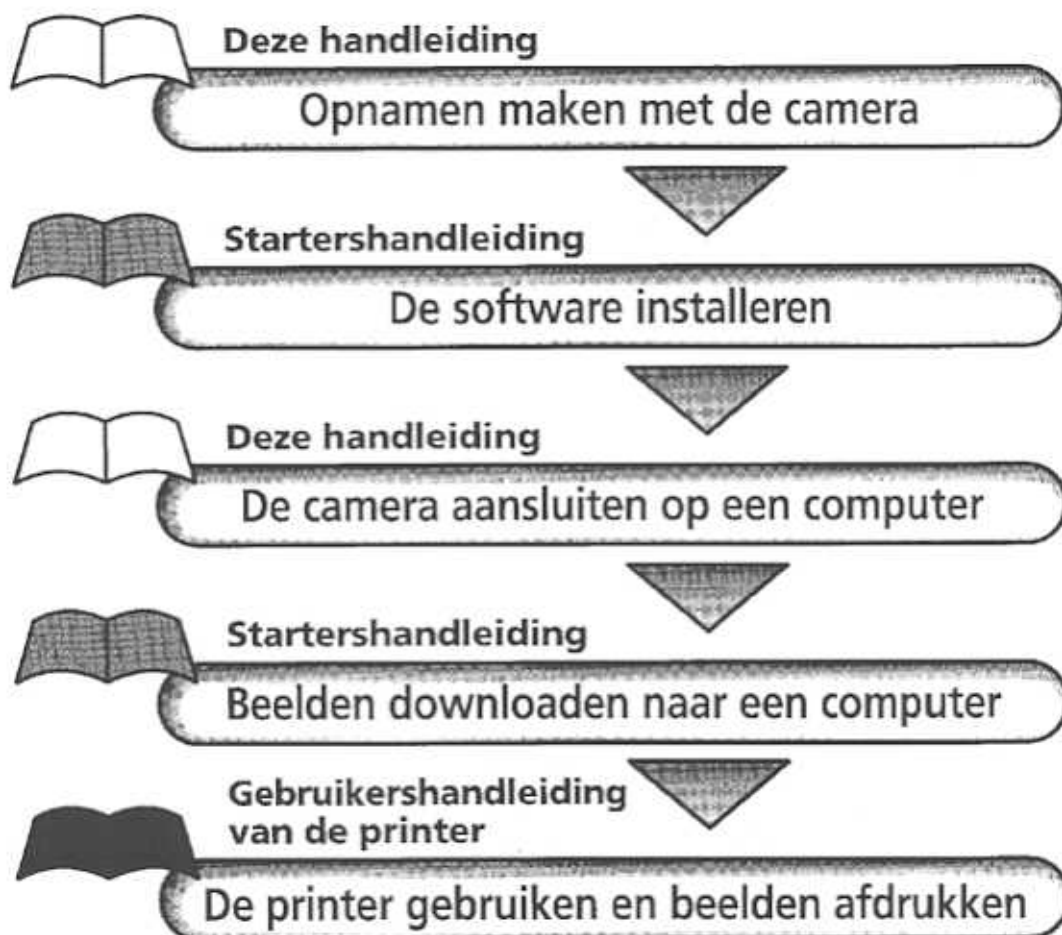 Deze handleiding
Opnamen maken met de camera
Startershandleiding
De software installeren
Deze handleiding
De camera aansluiten op een computer
Startershandleiding
Beelden downloaden naar een computer
Gebruikershandleiding
van de printer
De printer gebruiken en beelden afdrukken